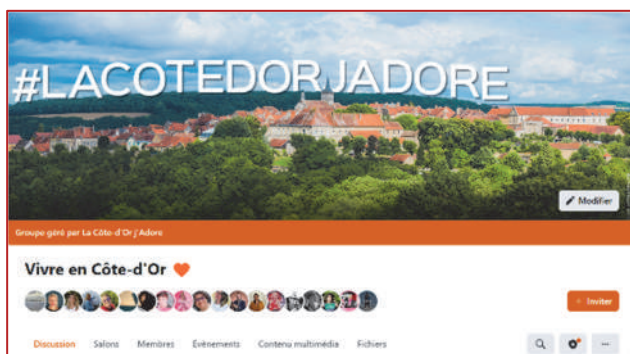 #LACOTEDORJADORE
Modifier
Groupe géré par La Côte-d'Or j'Adore
Vivre en Côte-d'Or
+ Inviter
Discussion Salons Membres Evènements Contenu multimédia Fichiers